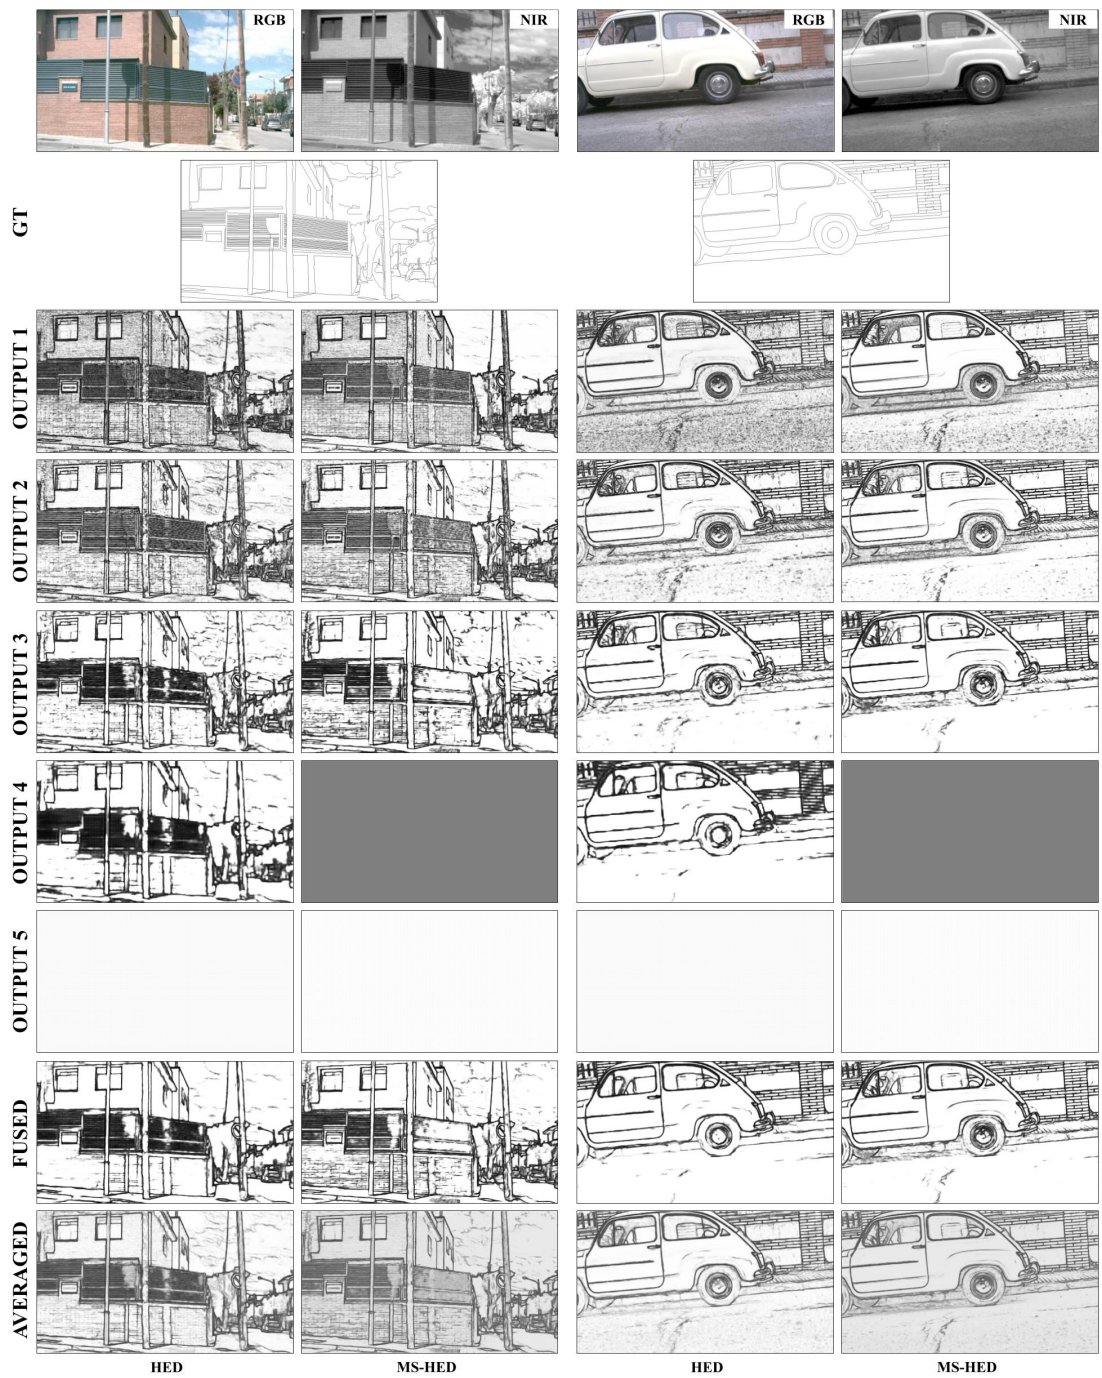 RGB
NIR
RGB
NIR
GT
OUTPUT 1
OUTPUT 2
OUTPUT 3
OUTPUT 4
OUTPUT 5
FUSED
AVERAGED
HED
MS-HED
HED
MS-HED